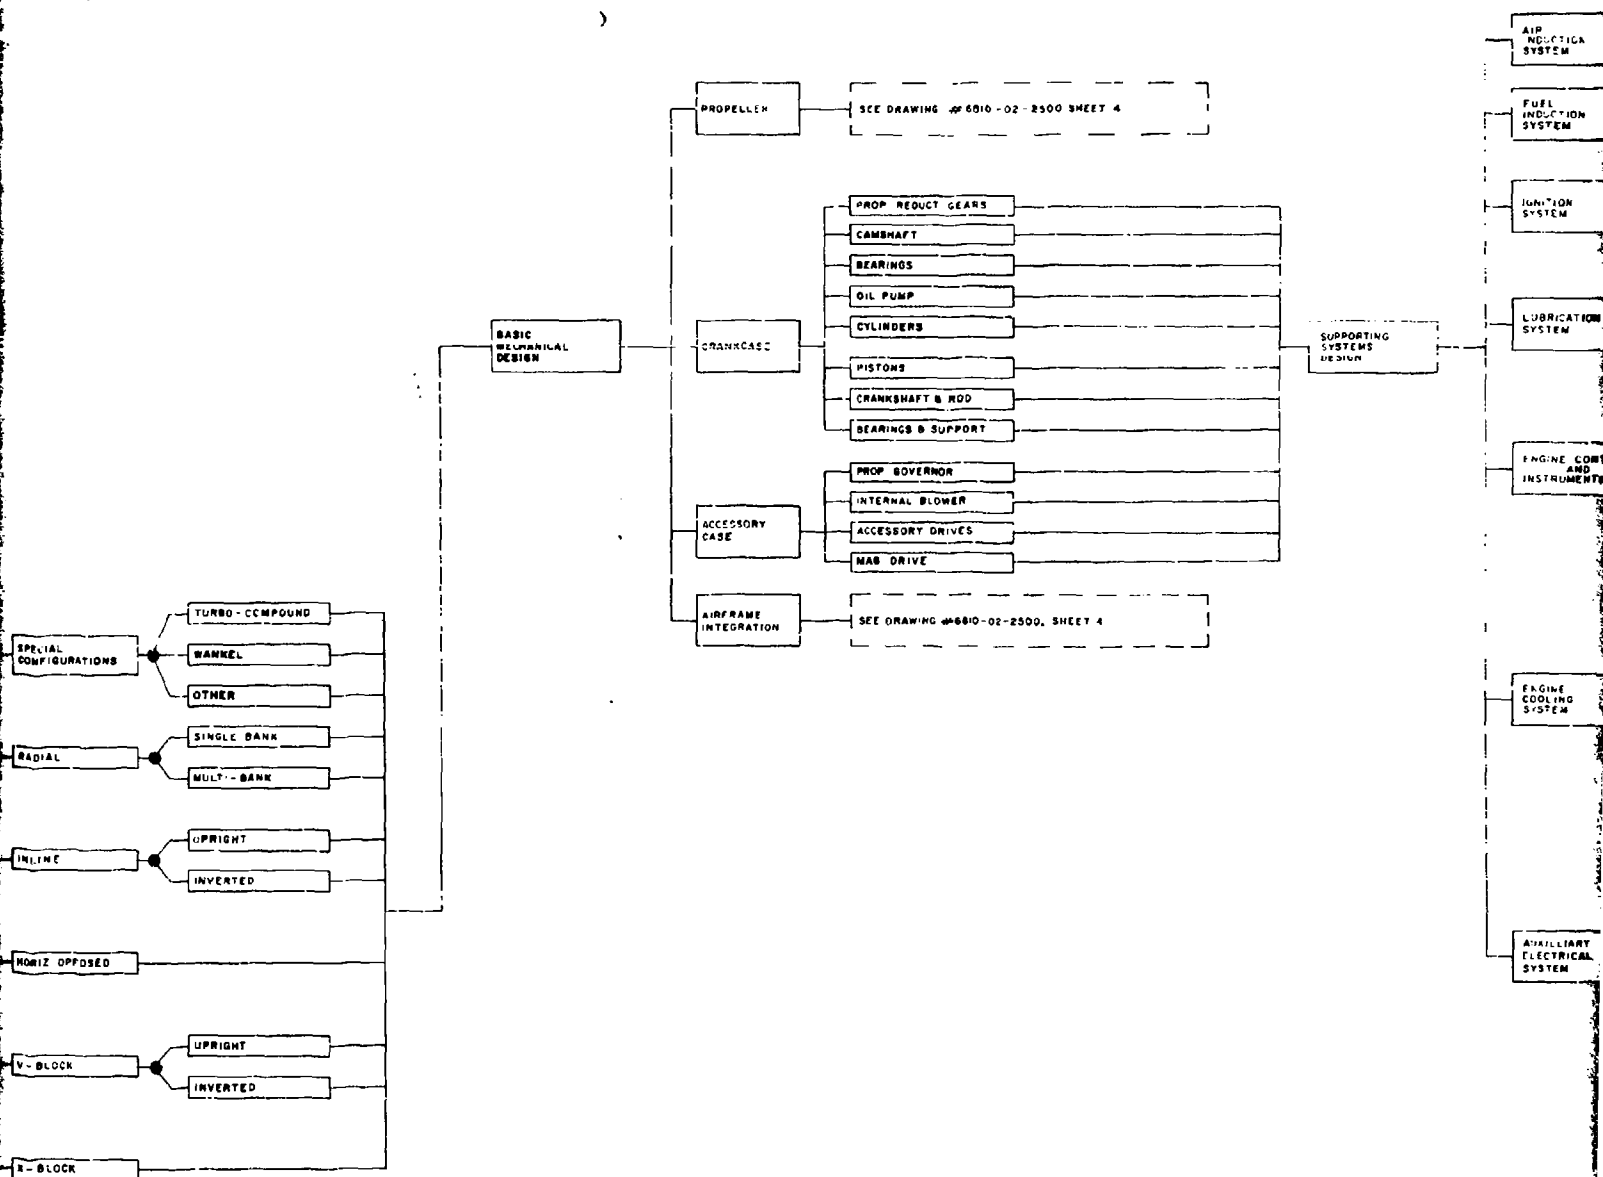 SPECIAL
CONFIGURATIONS
TURBO-COMPOUND
WANKEL
OTHER
RADIAL
SINGLE BANK
MULTI-BANK
INLINE
UPRIGHT
INVERTED
HORIZ OPPOSED
V-BLOCK
UPRIGHT
INVERTED
X-BLOCK
BASIC
MECHANICAL
DESIGN
PROPELLER
SEE DRAWING #6810-02-2500 SHEET 4
CRANKCASE
PROP REDUCT GEARS
CAMSHAFT
BEARINGS
OIL PUMP
CYLINDERS
PISTONS
CRANKSHAFT & ROD
BEARINGS & SUPPORT
ACCESSORY
CASE
PROP GOVERNOR
INTERNAL BLOWER
ACCESSORY DRIVES
MAG DRIVE
AIRFRAME
INTEGRATION
SEE DRAWING #6810-02-2500, SHEET 4
SUPPORTING
SYSTEMS
DESIGN
AIR
INDUCTION
SYSTEM
FUEL
INDUCTION
SYSTEM
IGNITION
SYSTEM
LUBRICATION
SYSTEM
ENGINE CONT
AND
INSTRUMENTS
ENGINE
COOLING
SYSTEM
AUXILLIARY
ELECTRICAL
SYSTEM